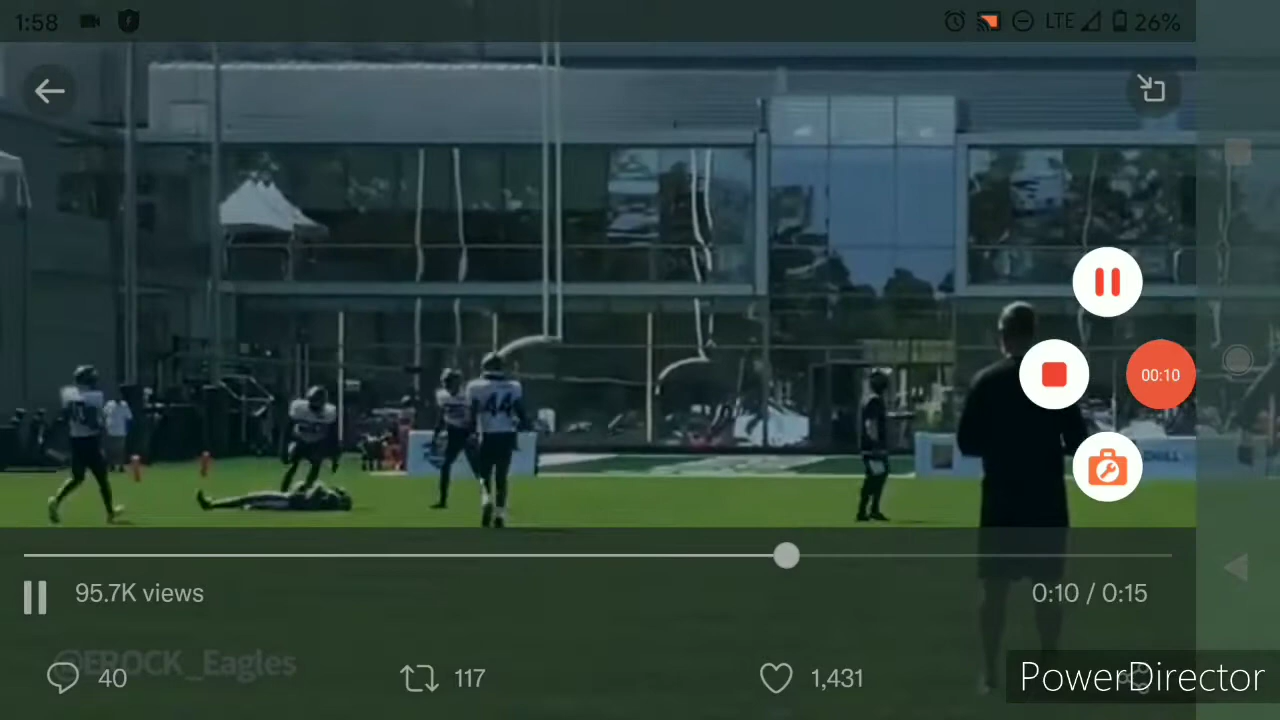 1:58
LTE 26%
44
00:10
95.7K views
0:10 / 0:15
@EROCK_Eagles
40
117
1,431
PowerDirector